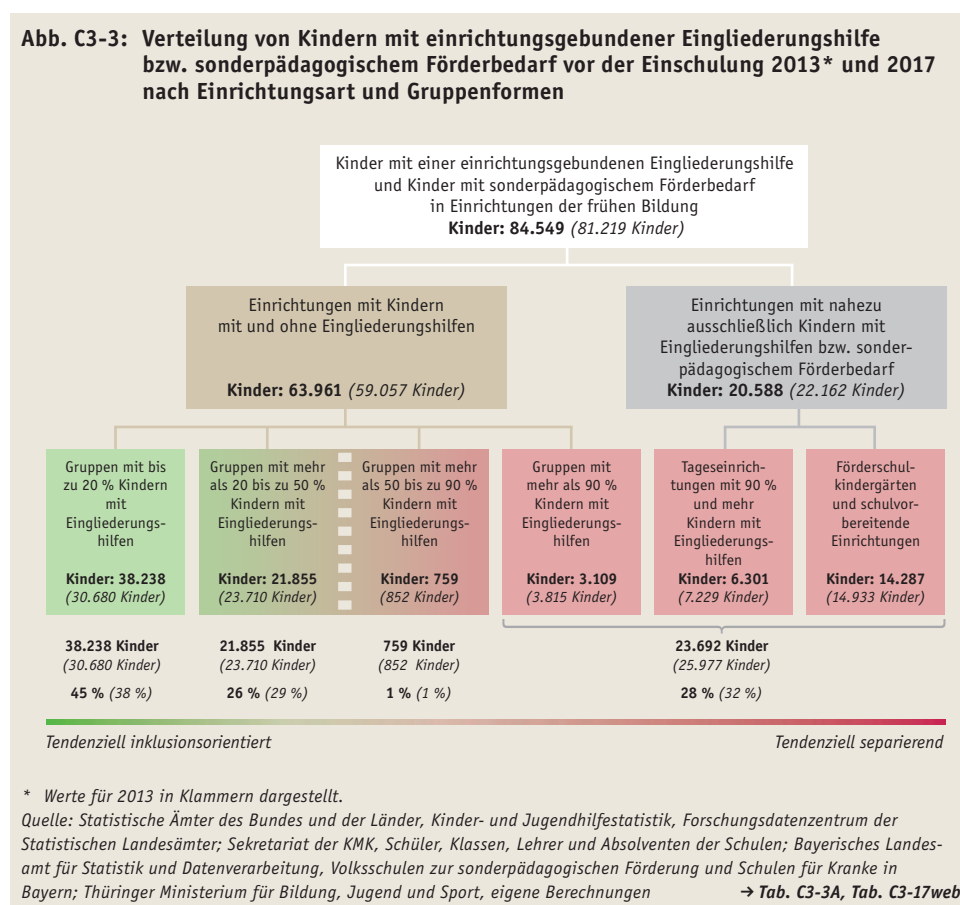 Abb. C3-3: Verteilung von Kindern mit einrichtungsgebundener Eingliederungshilfe
bzw. sonderpädagogischem Förderbedarf vor der Einschulung 2013* und 2017
nach Einrichtungsart und Gruppenformen
Kinder mit einer einrichtungsgebundenen Eingliederungshilfe
und Kinder mit sonderpädagogischem Förderbedarf
in Einrichtungen der frühen Bildung
Kinder: 84.549 (81.219 Kinder)
Einrichtungen mit Kindern
mit und ohne Eingliederungshilfen
Kinder: 63.961 (59.057 Kinder)
Einrichtungen mit nahezu
ausschließlich Kindern mit
Eingliederungshilfen bzw. sonder-
pädagogischem Förderbedarf
Kinder: 20.588 (22.162 Kinder)
Gruppen mit bis
zu 20 % Kindern
mit
Eingliederungs-
hilfen
Kinder: 38.238
(30.680 Kinder)
Gruppen mit mehr
als 20 bis zu 50 %
Kindern mit
Eingliederungs-
hilfen
Kinder: 21.855
(23.710 Kinder)
Gruppen mit mehr
als 50 bis zu 90 %
Kindern mit
Eingliederungs-
hilfen
Kinder: 759
(852 Kinder)
Gruppen mit
mehr als 90 %
Kindern mit
Eingliederungs-
hilfen
Kinder: 3.109
(3.815 Kinder)
Tageseinrich-
tungen mit 90 %
und mehr
Kindern mit
Eingliederungs-
hilfen
Kinder: 6.301
(7.229 Kinder)
Förderschul-
kindergärten
und schulvor-
bereitende
Einrichtungen
Kinder: 14.287
(14.933 Kinder)
38.238 Kinder
(30.680 Kinder)
45 % (38 %)
21.855 Kinder
(23.710 Kinder)
26 % (29 %)
759 Kinder
(852 Kinder)
1 % (1 %)
23.692 Kinder
(25.977 Kinder)
28 % (32 %)
Tendenziell inklusionsorientiert
Tendenziell separierend
* Werte für 2013 in Klammern dargestellt.
Quelle: Statistische Ämter des Bundes und der Länder, Kinder- und Jugendhilfestatistik, Forschungsdatenzentrum der
Statistischen Landesämter; Sekretariat der KMK, Schüler, Klassen, Lehrer und Absolventen der Schulen; Bayerisches Landes-
amt für Statistik und Datenverarbeitung, Volksschulen zur sonderpädagogischen Förderung und Schulen für Kranke in
Bayern; Thüringer Ministerium für Bildung, Jugend und Sport, eigene Berechnungen → Tab. C3-3A, Tab. C3-17web